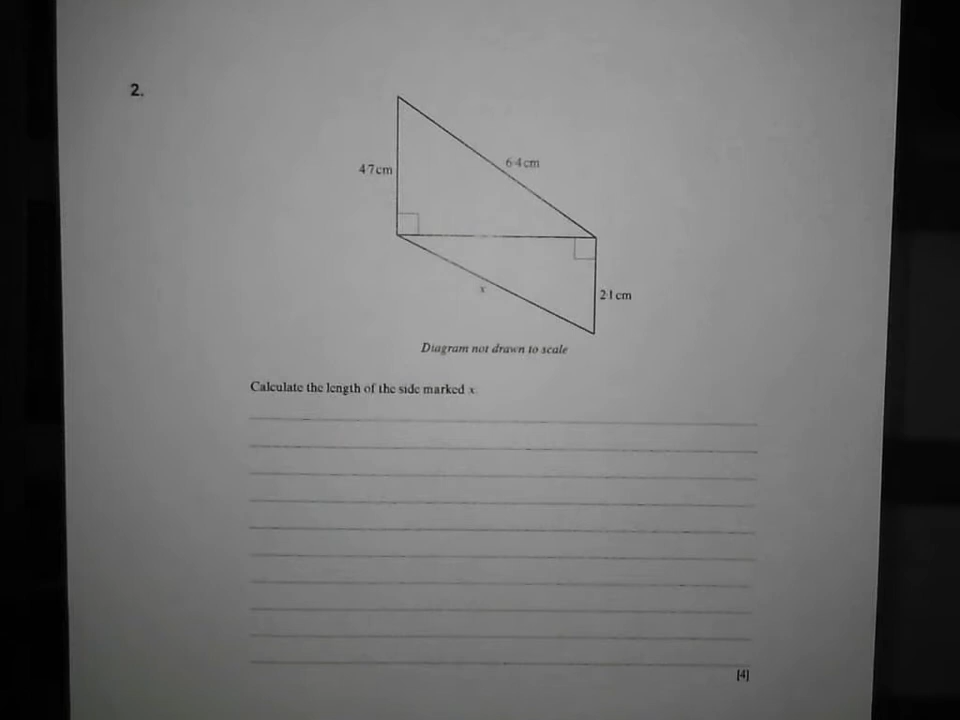 2.
4·7cm
6·4cm
x
2·1cm
Diagram not drawn to scale
Calculate the length of the side marked x.
[4]